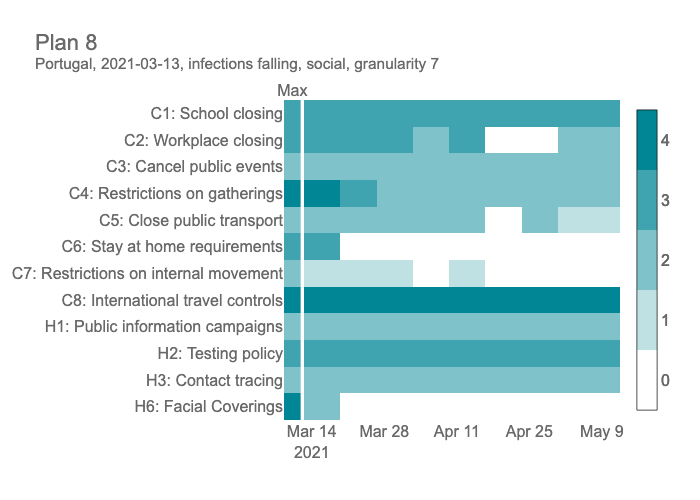 Plan 8
Portugal, 2021-03-13, infections falling, social, granularity 7
Max
C1: School closing
C2: Workplace closing
C3: Cancel public events
C4: Restrictions on gatherings
C5: Close public transport
C6: Stay at home requirements
C7: Restrictions on internal movement
C8: International travel controls
H1: Public information campaigns
H2: Testing policy
H3: Contact tracing
H6: Facial Coverings
Mar 14 Mar 28 Apr 11 Apr 25 May 9
2021
4
3
2
1
0